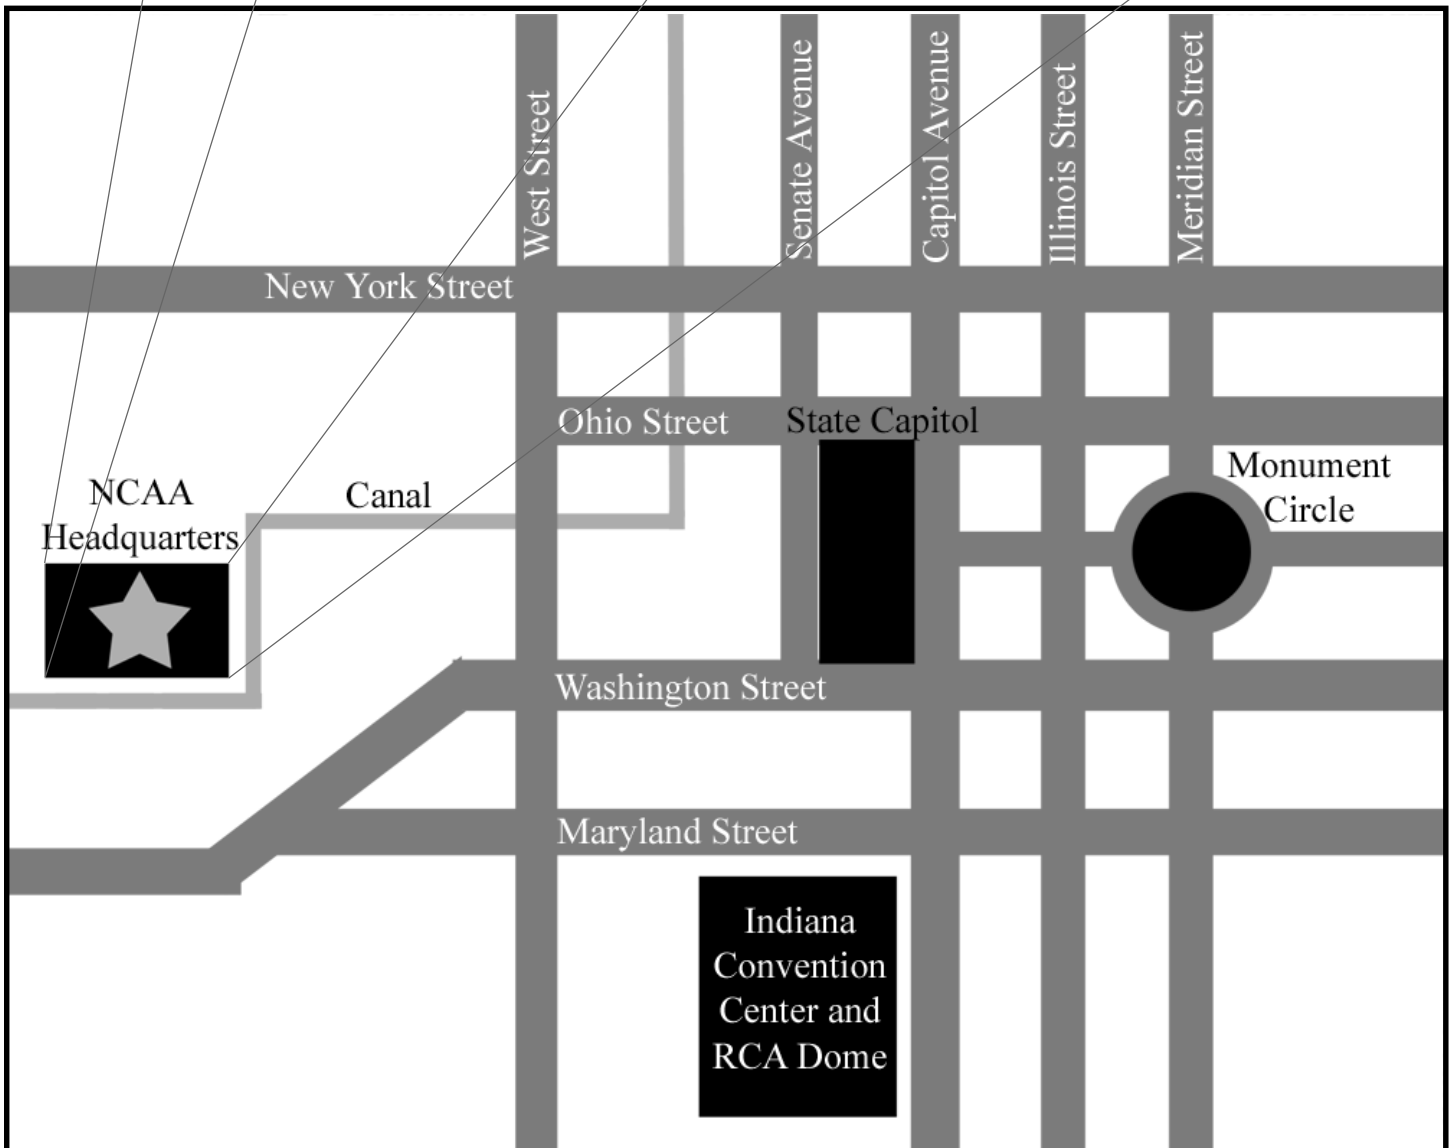 West Street
Senate Avenue
Capitol Avenue
Illinois Street
Meridian Street
New York Street
Ohio Street
State Capitol
Monument
Circle
NCAA
Headquarters
Canal
Washington Street
Maryland Street
Indiana
Convention
Center and
RCA Dome